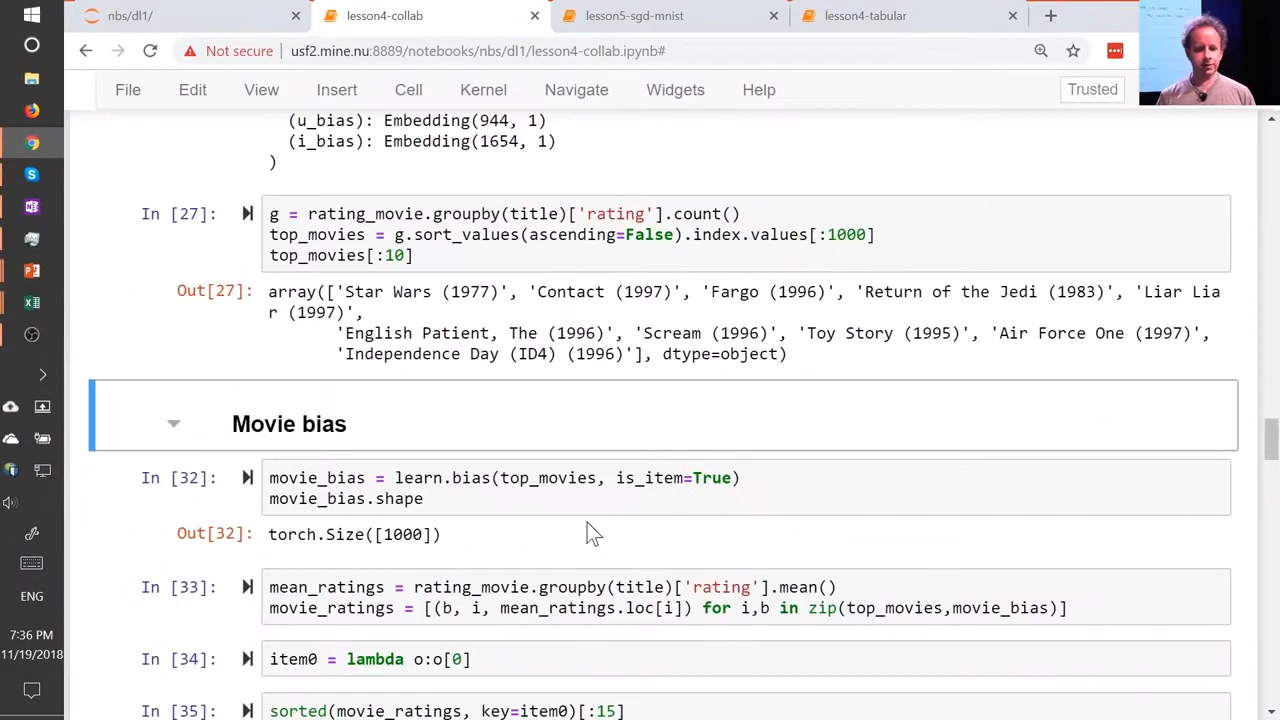 nbs/dl1/
lesson4-collab
lesson5-sgd-mnist
lesson4-tabular
Not secure
usf2.mine.nu:8889/notebooks/nbs/dl1/lesson4-collab.ipynb#
File Edit View Insert Cell Kernel Navigate Widgets Help Trusted
(u_bias): Embedding(944, 1)
(i_bias): Embedding(1654, 1)
)
In [27]: g = rating_movie.groupby(title)['rating'].count()
top_movies = g.sort_values(ascending=False).index.values[:1000]
top_movies[:10]
Out[27]: array(['Star Wars (1977)', 'Contact (1997)', 'Fargo (1996)', 'Return of the Jedi (1983)', 'Liar Lia
r (1997)',
'English Patient, The (1996)', 'Scream (1996)', 'Toy Story (1995)', 'Air Force One (1997)',
'Independence Day (ID4) (1996)'], dtype=object)
Movie bias
In [32]: movie_bias = learn.bias(top_movies, is_item=True)
movie_bias.shape
Out[32]: torch.Size([1000])
In [33]: mean_ratings = rating_movie.groupby(title)['rating'].mean()
movie_ratings = [(b, i, mean_ratings.loc[i]) for i,b in zip(top_movies,movie_bias)]
In [34]: item0 = lambda o:o[0]
In [35]: sorted(movie_ratings, key=item0)[:15]
ENG
7:36 PM
11/19/2018